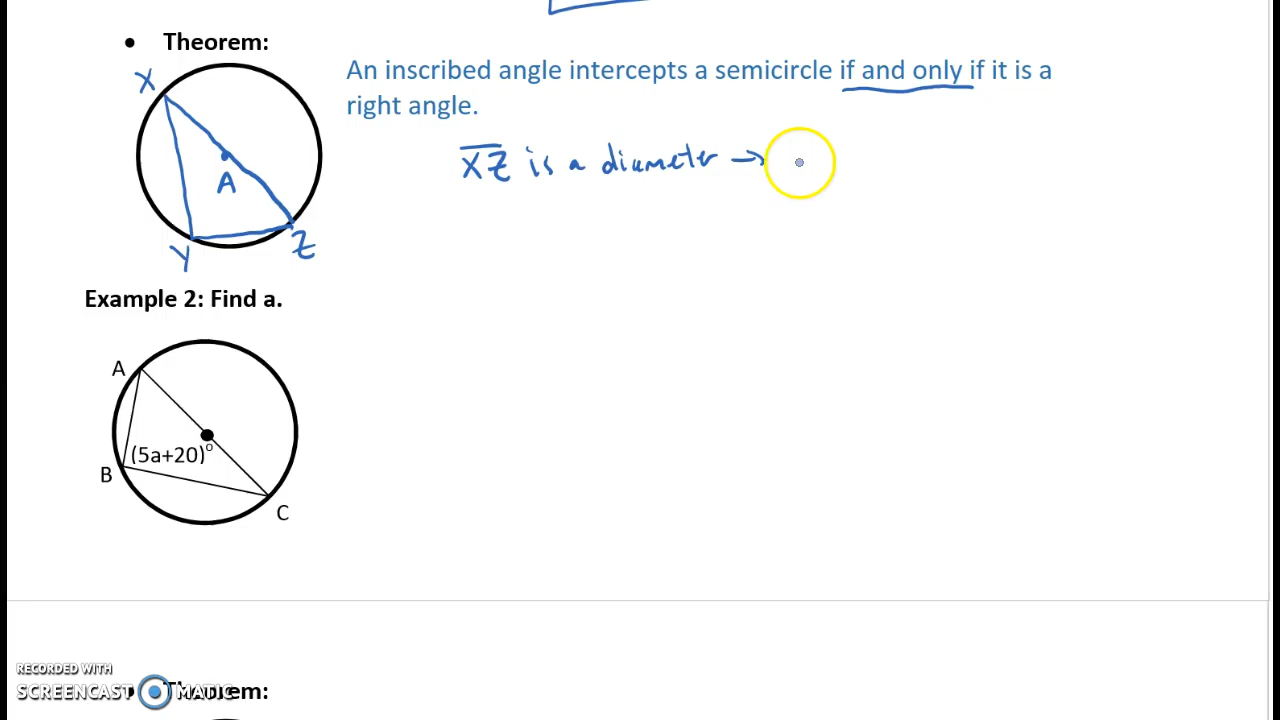 • Theorem:
An inscribed angle intercepts a semicircle if and only if it is a
right angle.
X
XZ is a diameter →
A
Y
Z
Example 2: Find a.
A
(5a+20)°
B
C
RECORDED WITH
SCREENCAST MATIC
Theorem: